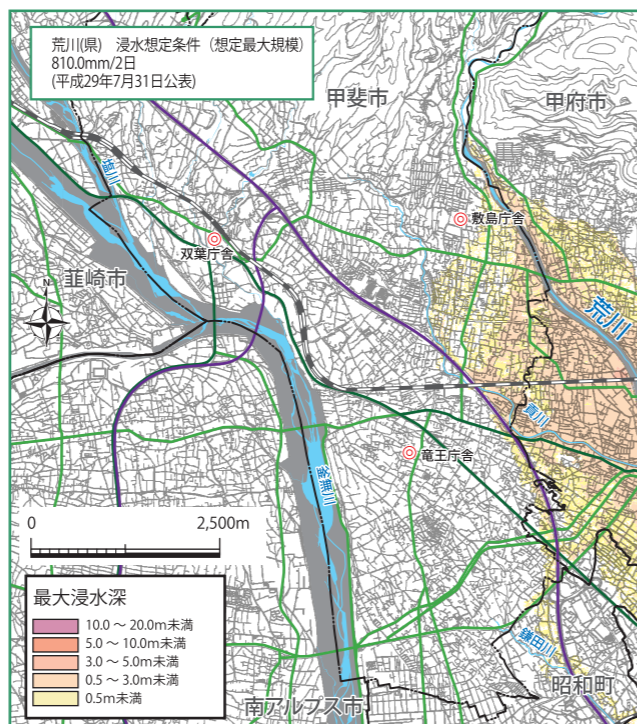 荒川(県) 浸水想定条件（想定最大規模）
810.0mm/2日
(平成29年7月31日公表)
甲斐市
甲府市
塩川
敷島庁舎
双葉庁舎
韮崎市
N
荒川
貢川
竜王庁舎
釜無川
0 2,500m
最大浸水深
10.0 ～ 20.0m未満
5.0 ～ 10.0m未満
3.0 ～ 5.0m未満
0.5 ～ 3.0m未満
0.5m未満
鎌田川
昭和町
南アルプス市